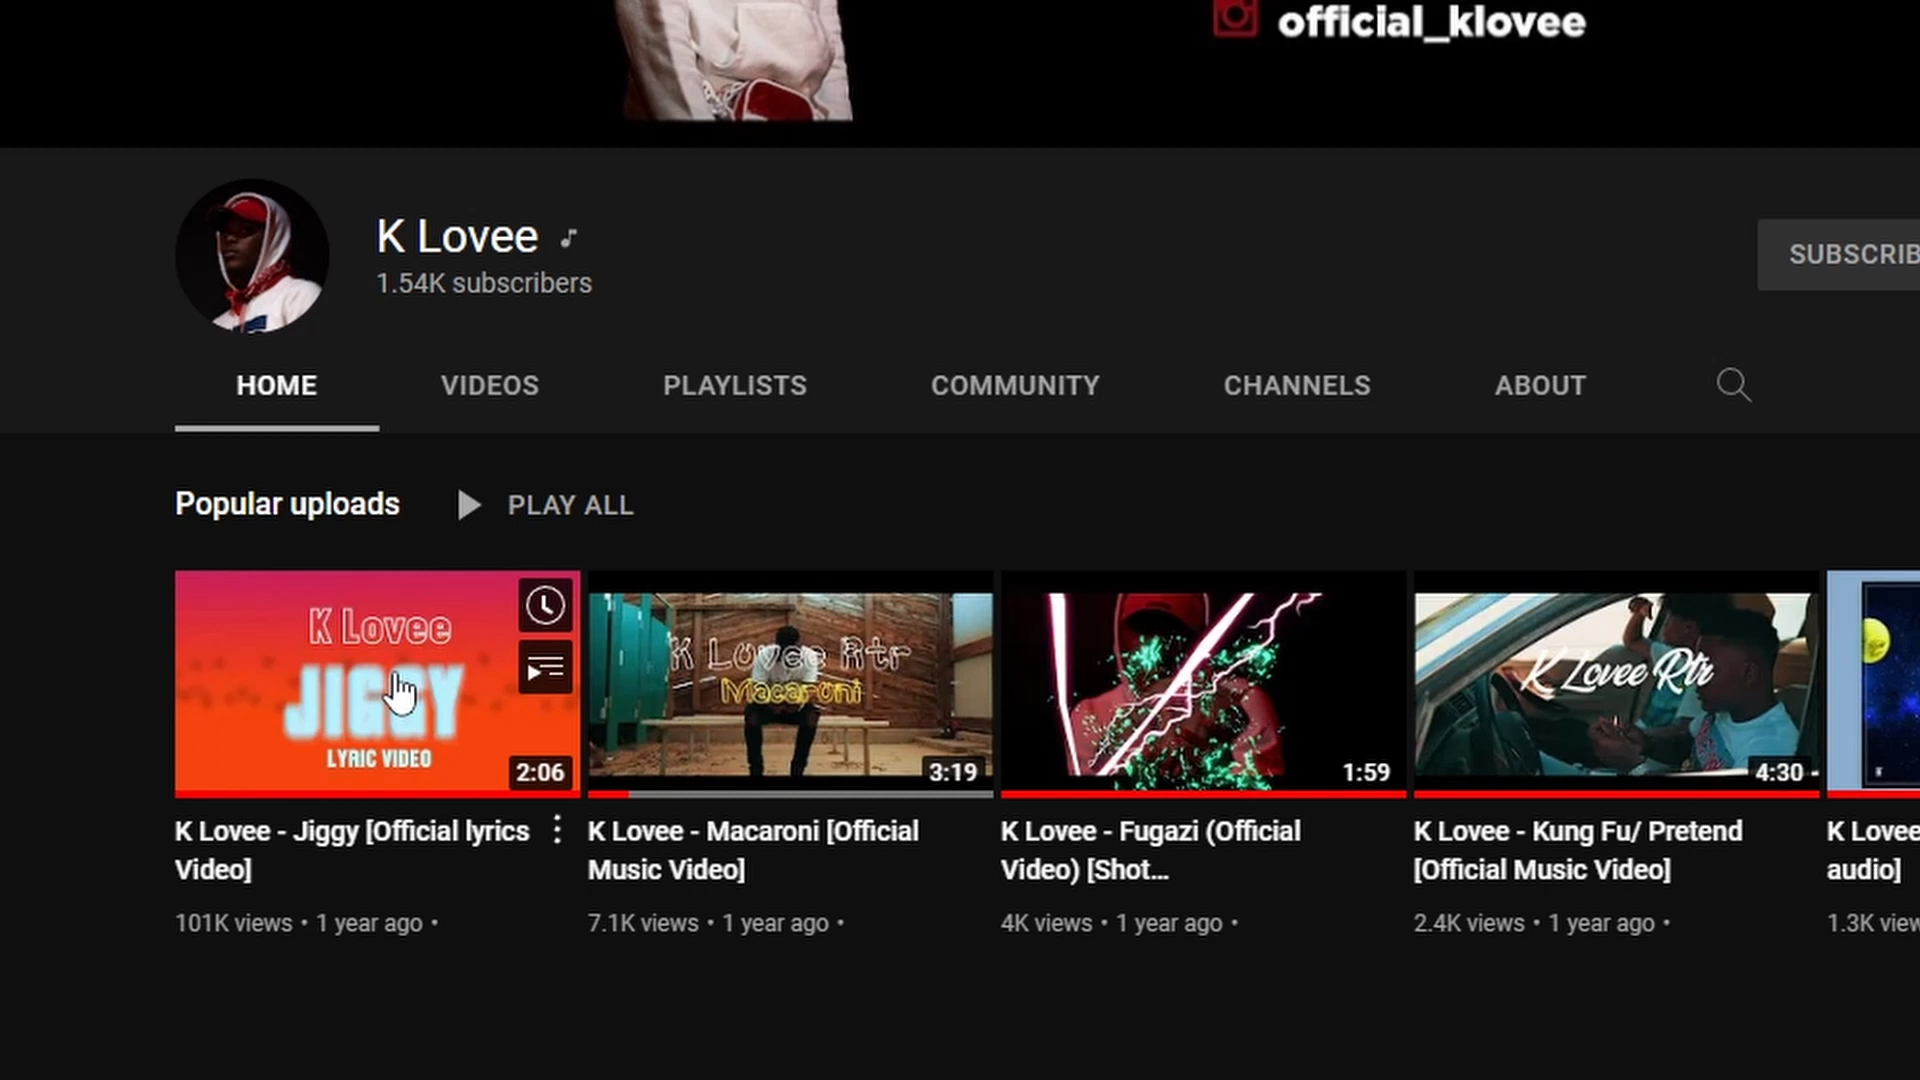 official_klovee
K Lovee
1.54K subscribers
SUBSCRIB
HOME VIDEOS PLAYLISTS COMMUNITY CHANNELS ABOUT
Popular uploads PLAY ALL
K Lovee
JIGGY
LYRIC VIDEO
2:06
K Lovee Rtr
Macaroni
3:19
1:59
K Lovee Rtr
4:30
K Lovee - Jiggy [Official lyrics
Video]
101K views • 1 year ago •
K Lovee - Macaroni [Official
Music Video]
7.1K views • 1 year ago •
K Lovee - Fugazi (Official
Video) [Shot...
4K views • 1 year ago •
K Lovee - Kung Fu/ Pretend
[Official Music Video]
2.4K views • 1 year ago •
K Lovee
audio]
1.3K view